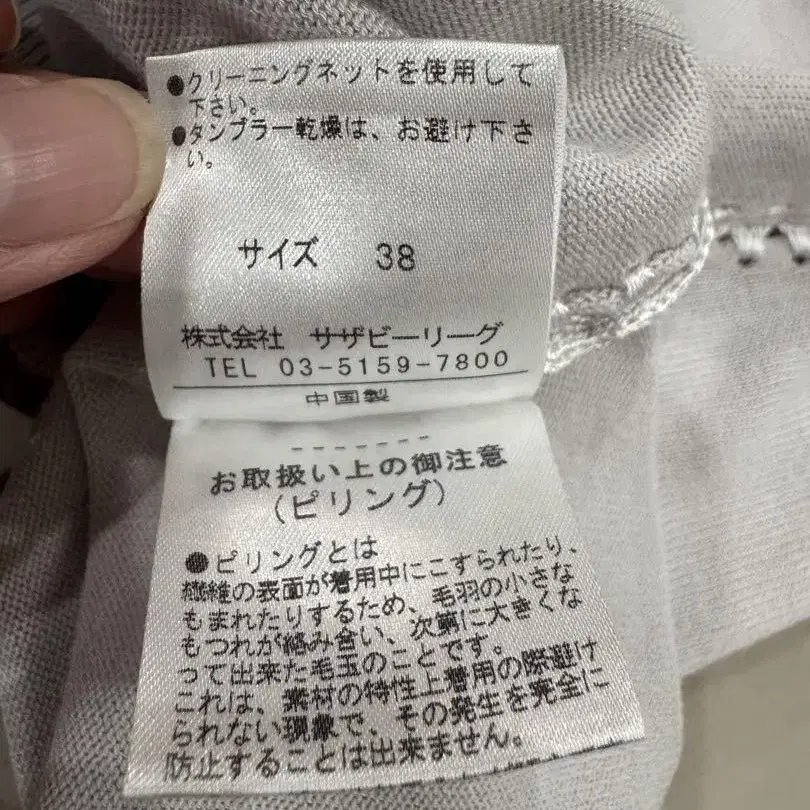 ●クリーニングネットを使用して
下さい。
●タンブラー乾燥は、お避け下さ
い。
サイズ 38
株式会社 サザビーリーグ
TEL 03-5159-7800
中国製
-------
お取扱い上の御注意
(ピリング)
●ピリングとは
繊維の表面が着用中にこすられたり、
もまれたりするため、毛羽の小さな
もつれが絡み合い、次第に大きくな
って出来た毛玉のことです。
これは、素材の特性上着用の際避け
られない現象で、その発生を完全に
防止することは出来ません。